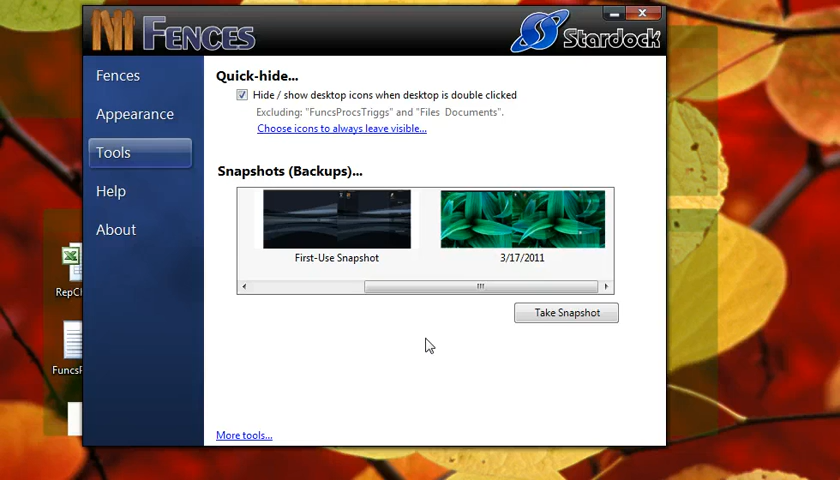 FENCES
Stardock
Fences
Appearance
Tools
Help
About
Quick-hide...
Hide / show desktop icons when desktop is double clicked
Excluding: "FuncsProcsTriggs" and "Files Documents".
Choose icons to always leave visible...
Snapshots (Backups)...
First-Use Snapshot
3/17/2011
Take Snapshot
More tools...
RepCh
FuncsP